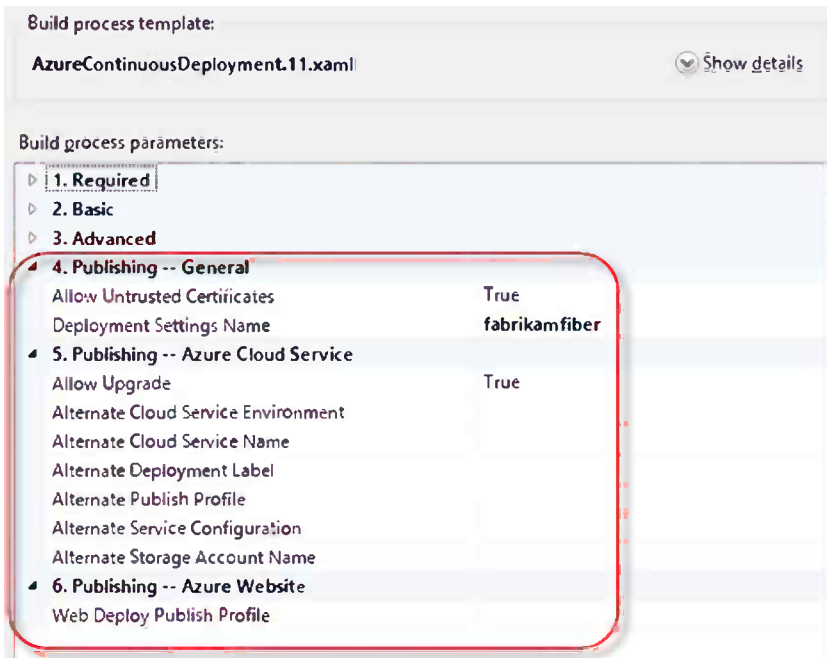 Build process template:
AzureContinuousDeployment.11.xaml
Show details
Build process parameters:
1. Required
2. Basic
3. Advanced
4. Publishing -- General
Allow Untrusted Certificates True
Deployment Settings Name fabrikamfiber
5. Publishing -- Azure Cloud Service
Allow Upgrade True
Alternate Cloud Service Environment
Alternate Cloud Service Name
Alternate Deployment Label
Alternate Publish Profile
Alternate Service Configuration
Alternate Storage Account Name
6. Publishing -- Azure Website
Web Deploy Publish Profile